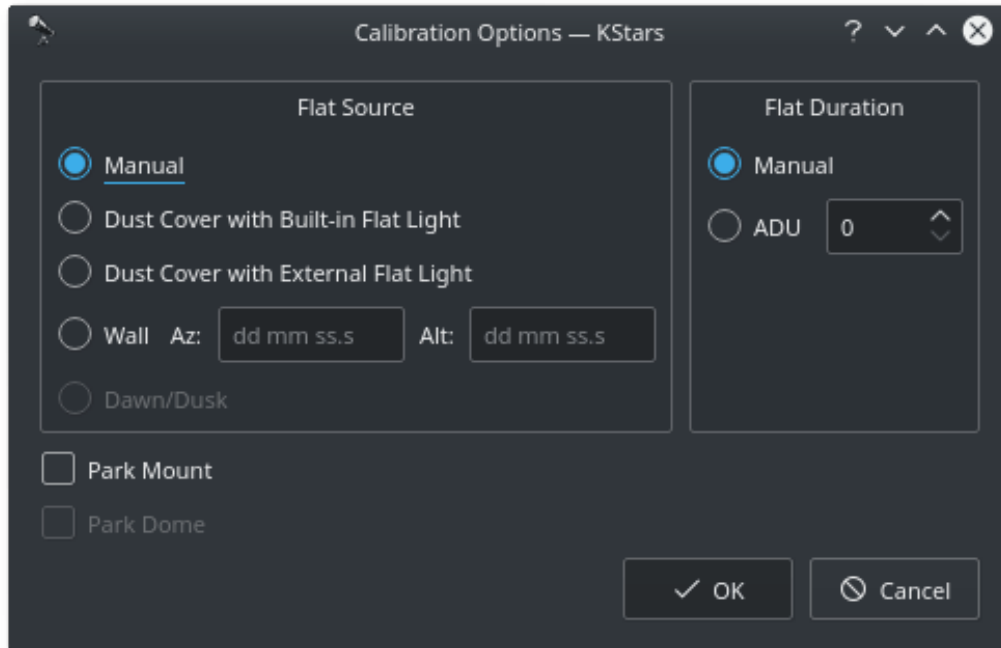 Calibration Options — KStars
Flat Source
Manual
Dust Cover with Built-in Flat Light
Dust Cover with External Flat Light
Wall Az: dd mm ss.s Alt: dd mm ss.s
Dawn/Dusk
Flat Duration
Manual
ADU 0
Park Mount
Park Dome
OK Cancel